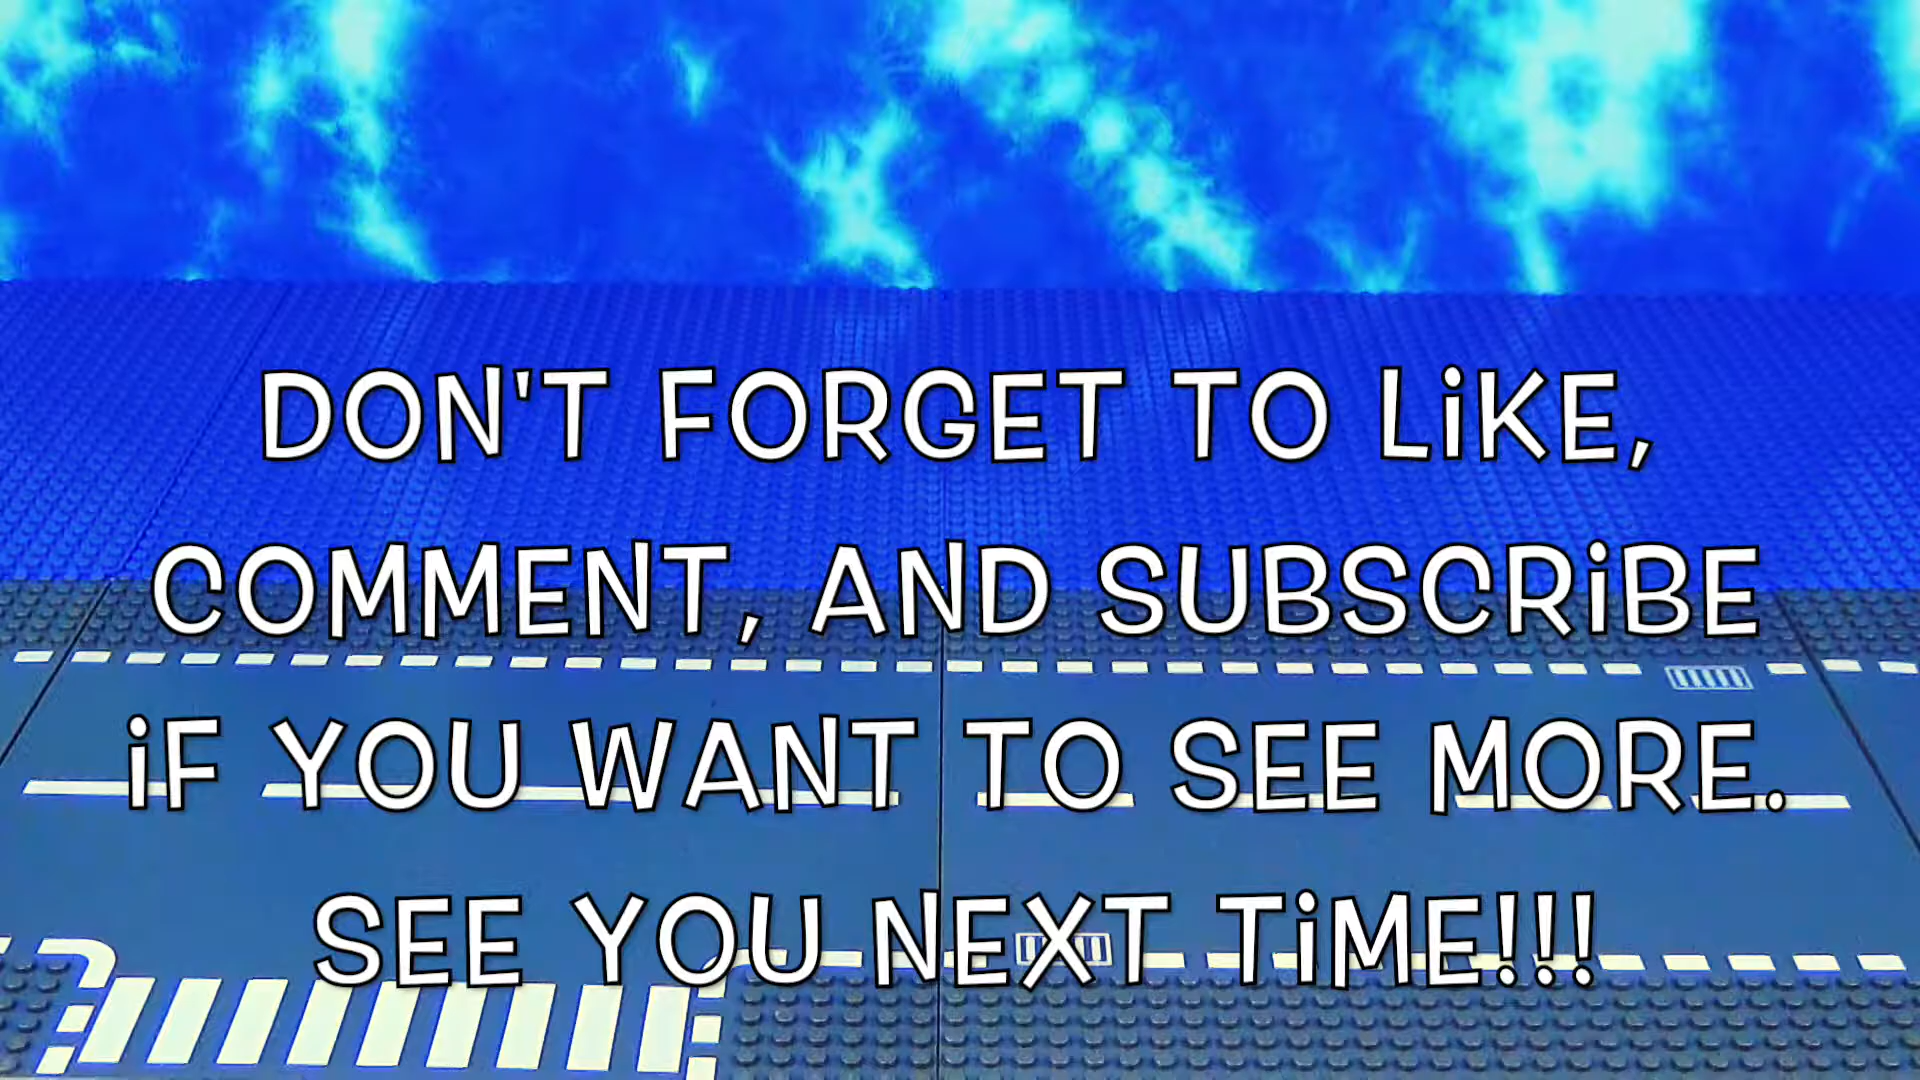 DON'T FORGET TO LiKE,
COMMENT, AND SUBSCRiBE
iF YOU WANT TO SEE MORE.
SEE YOU NEXT TiME!!!